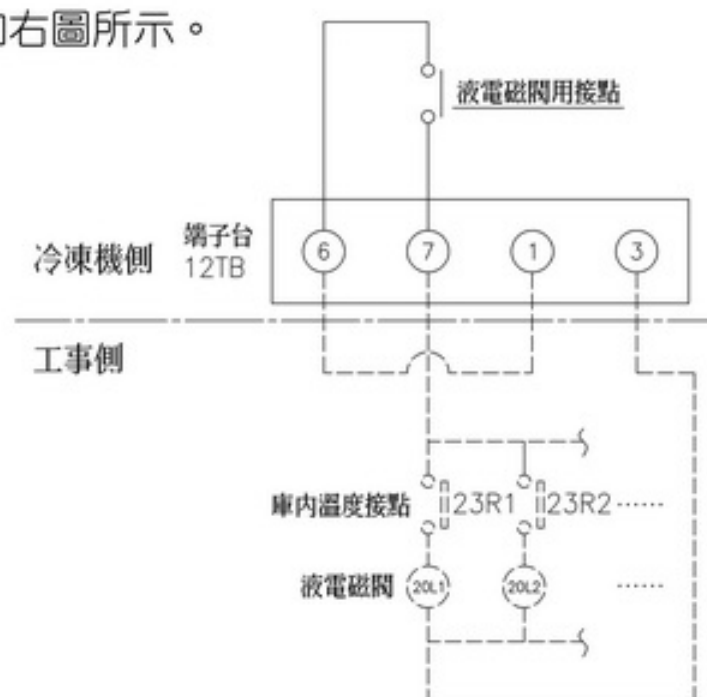 如右圖所示。
液電磁閥用接點
冷凍機側
端子台
12TB
6 7 1 3
工事側
庫内溫度接點 23R1 23R2 ......
液電磁閥 20L1 20L2 ......